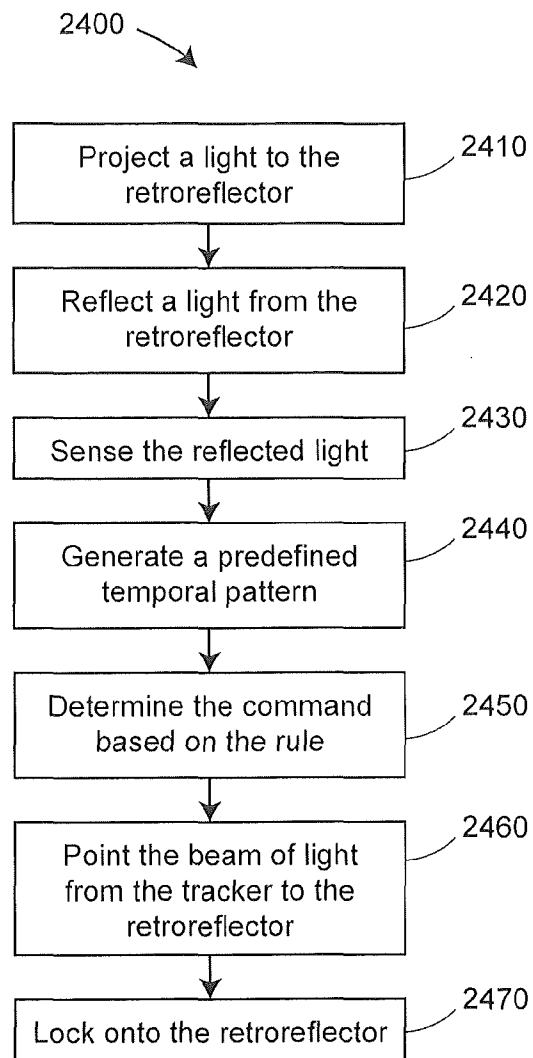 2400
Project a light to the
retroreflector
2410
Reflect a light from the
retroreflector
2420
Sense the reflected light
2430
Generate a predefined
temporal pattern
2440
Determine the command
based on the rule
2450
Point the beam of light
from the tracker to the
retroreflector
2460
Lock onto the retroreflector
2470